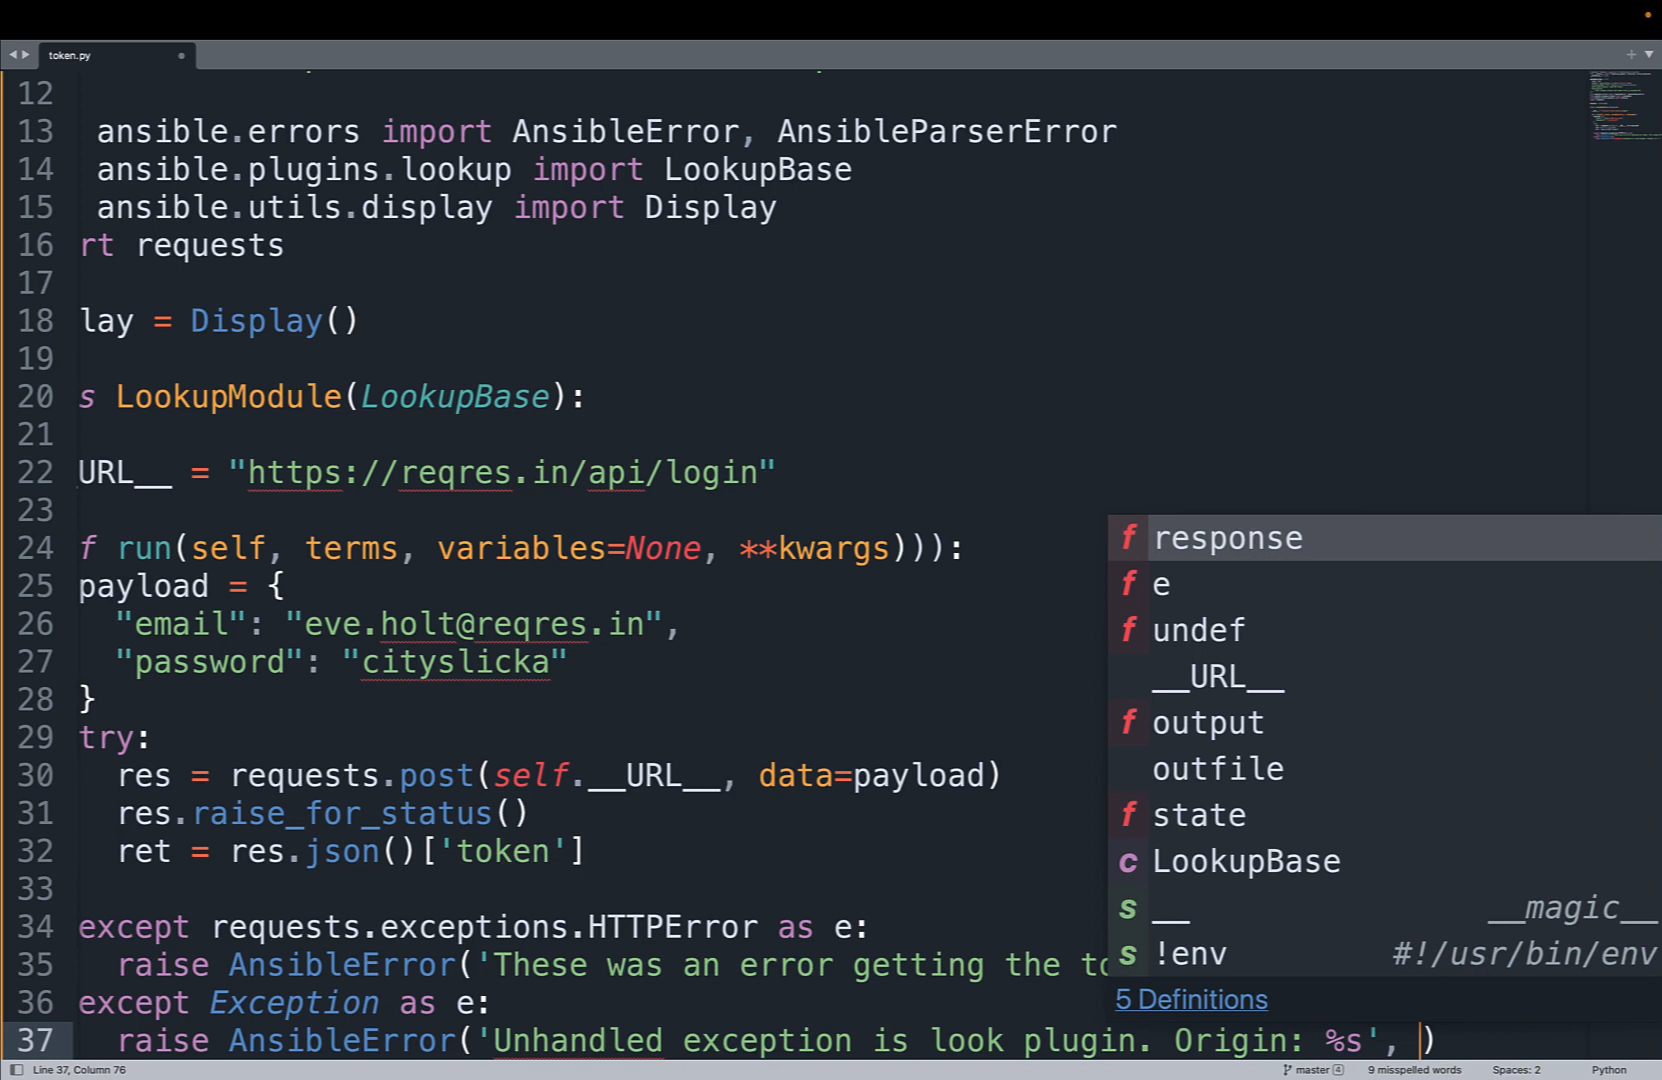 token.py
12
13 ansible.errors import AnsibleError, AnsibleParserError
14 ansible.plugins.lookup import LookupBase
15 ansible.utils.display import Display
16 rt requests
17
18 lay = Display()
19
20 s LookupModule(LookupBase):
21
22 URL__ = "https://reqres.in/api/login"
23
24 f run(self, terms, variables=None, **kwargs))):
25 payload = {
26 "email": "eve.holt@reqres.in",
27 "password": "cityslicka"
28 }
29 try:
30 res = requests.post(self.__URL__, data=payload)
31 res.raise_for_status()
32 ret = res.json()['token']
33
34 except requests.exceptions.HTTPError as e:
35 raise AnsibleError('These was an error getting the to
36 except Exception as e:
37 raise AnsibleError('Unhandled exception is look plugin. Origin: %s', )
f response
f e
f undef
__URL__
f output
outfile
f state
c LookupBase
s __ __magic__
s !env #!/usr/bin/env
5 Definitions
Line 37, Column 76
master 4
9 misspelled words
Spaces: 2
Python